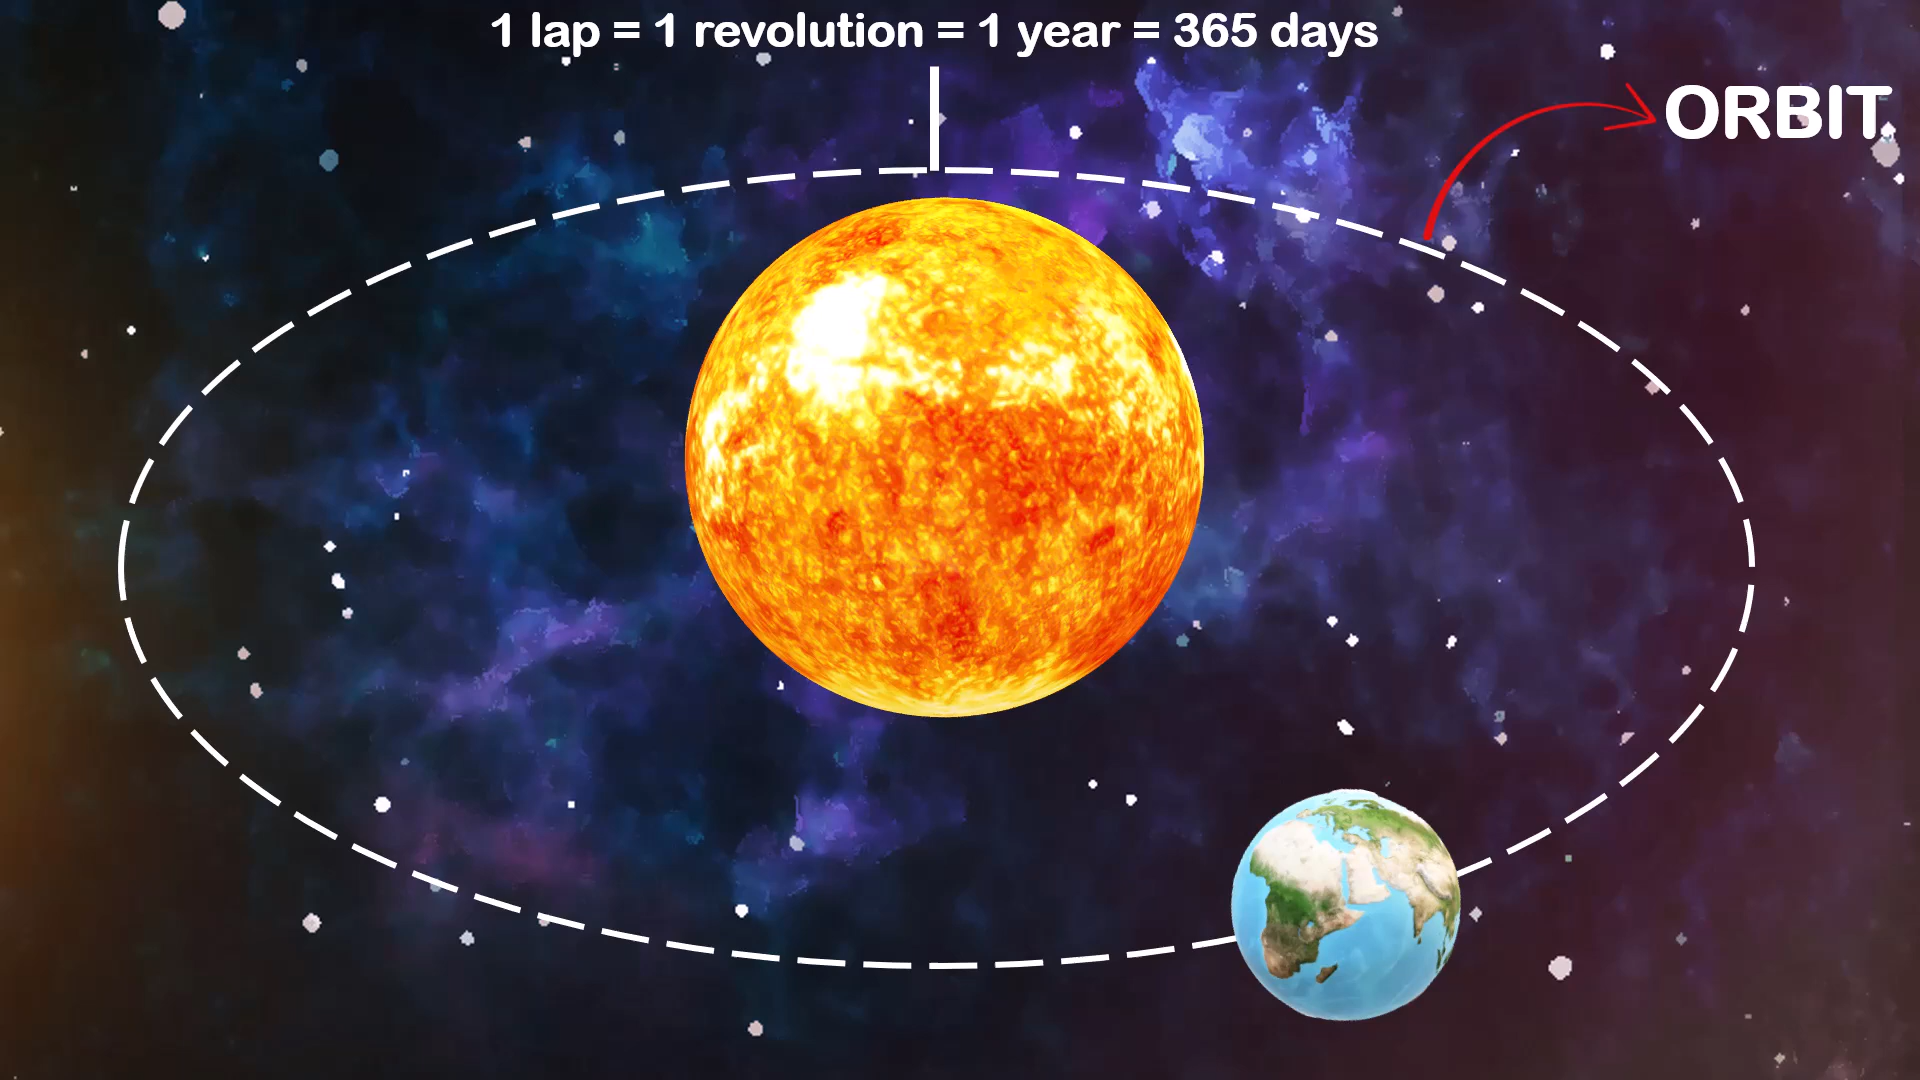 1 lap = 1 revolution = 1 year = 365 days
ORBIT